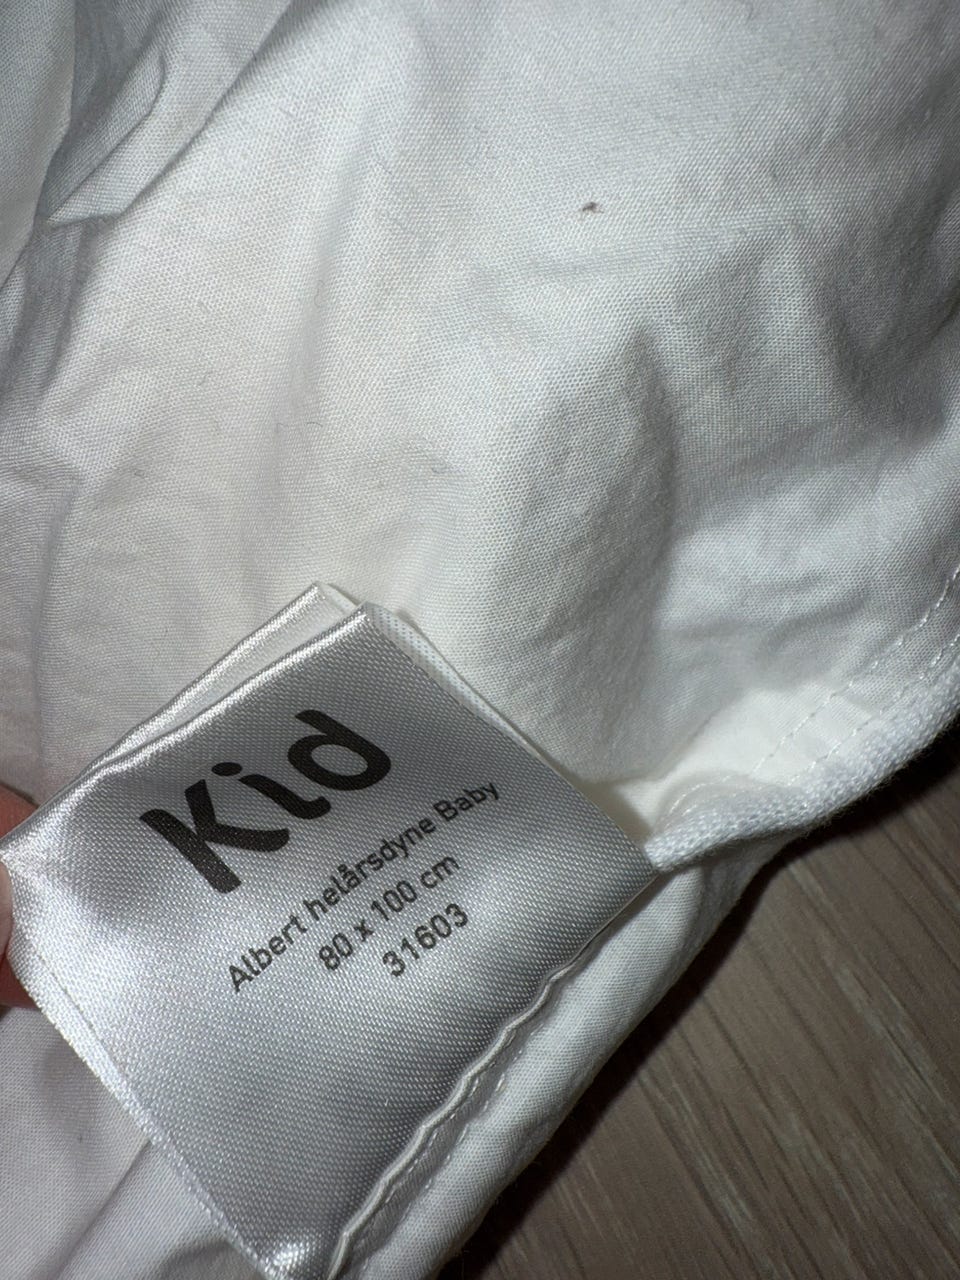 Kid
Albert helårsdyne Baby
80 x 100 cm
31603